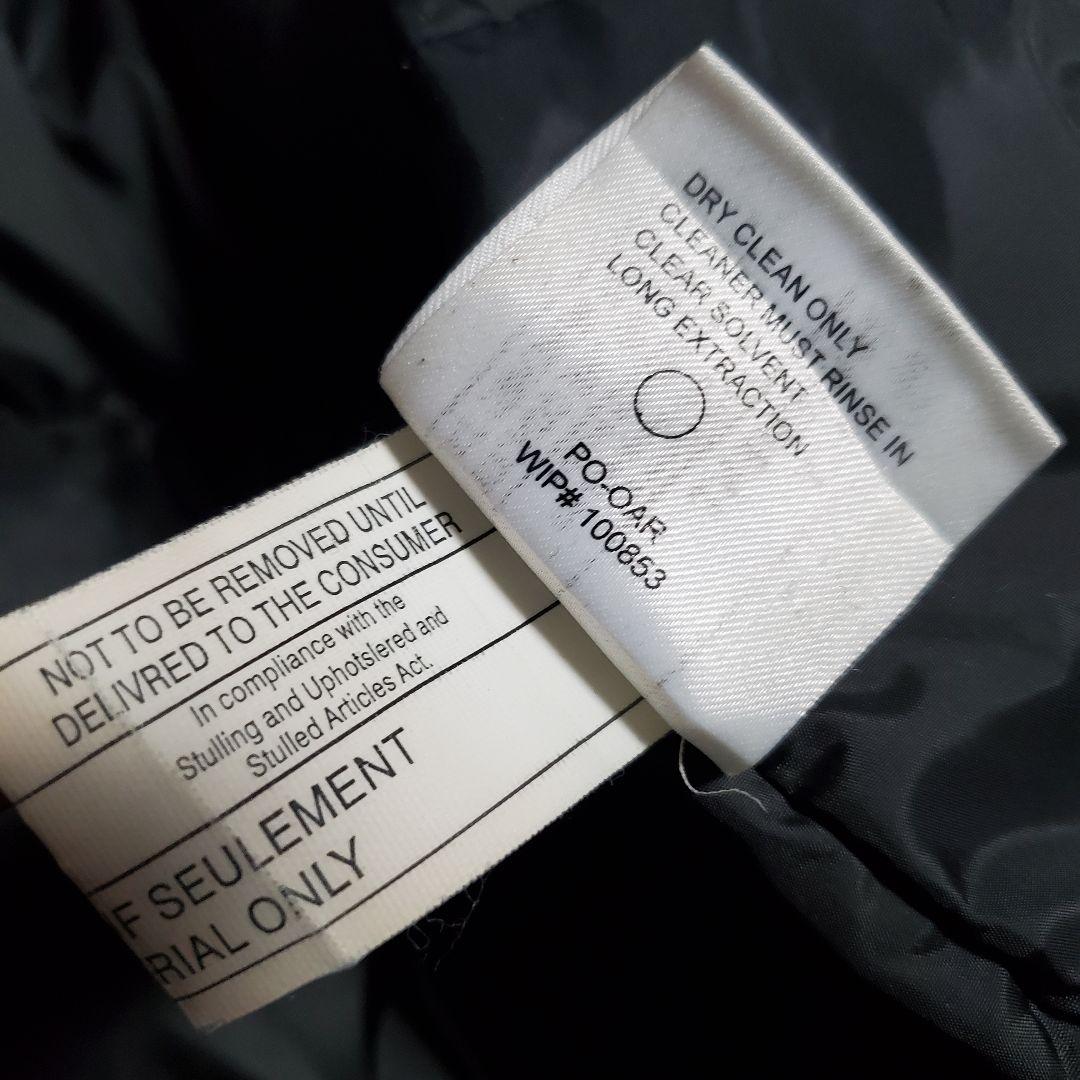 DRY CLEAN ONLY
CLEANER MUST RINSE IN
CLEAR SOLVENT
LONG EXTRACTION
PO-OAR
WIP# 100853
NOT TO BE REMOVED UNTIL
DELIVRED TO THE CONSUMER
In compliance with the
Stulling and Uphotslered and
Stulled Articles Act.
F SEULEMENT
RIAL ONLY